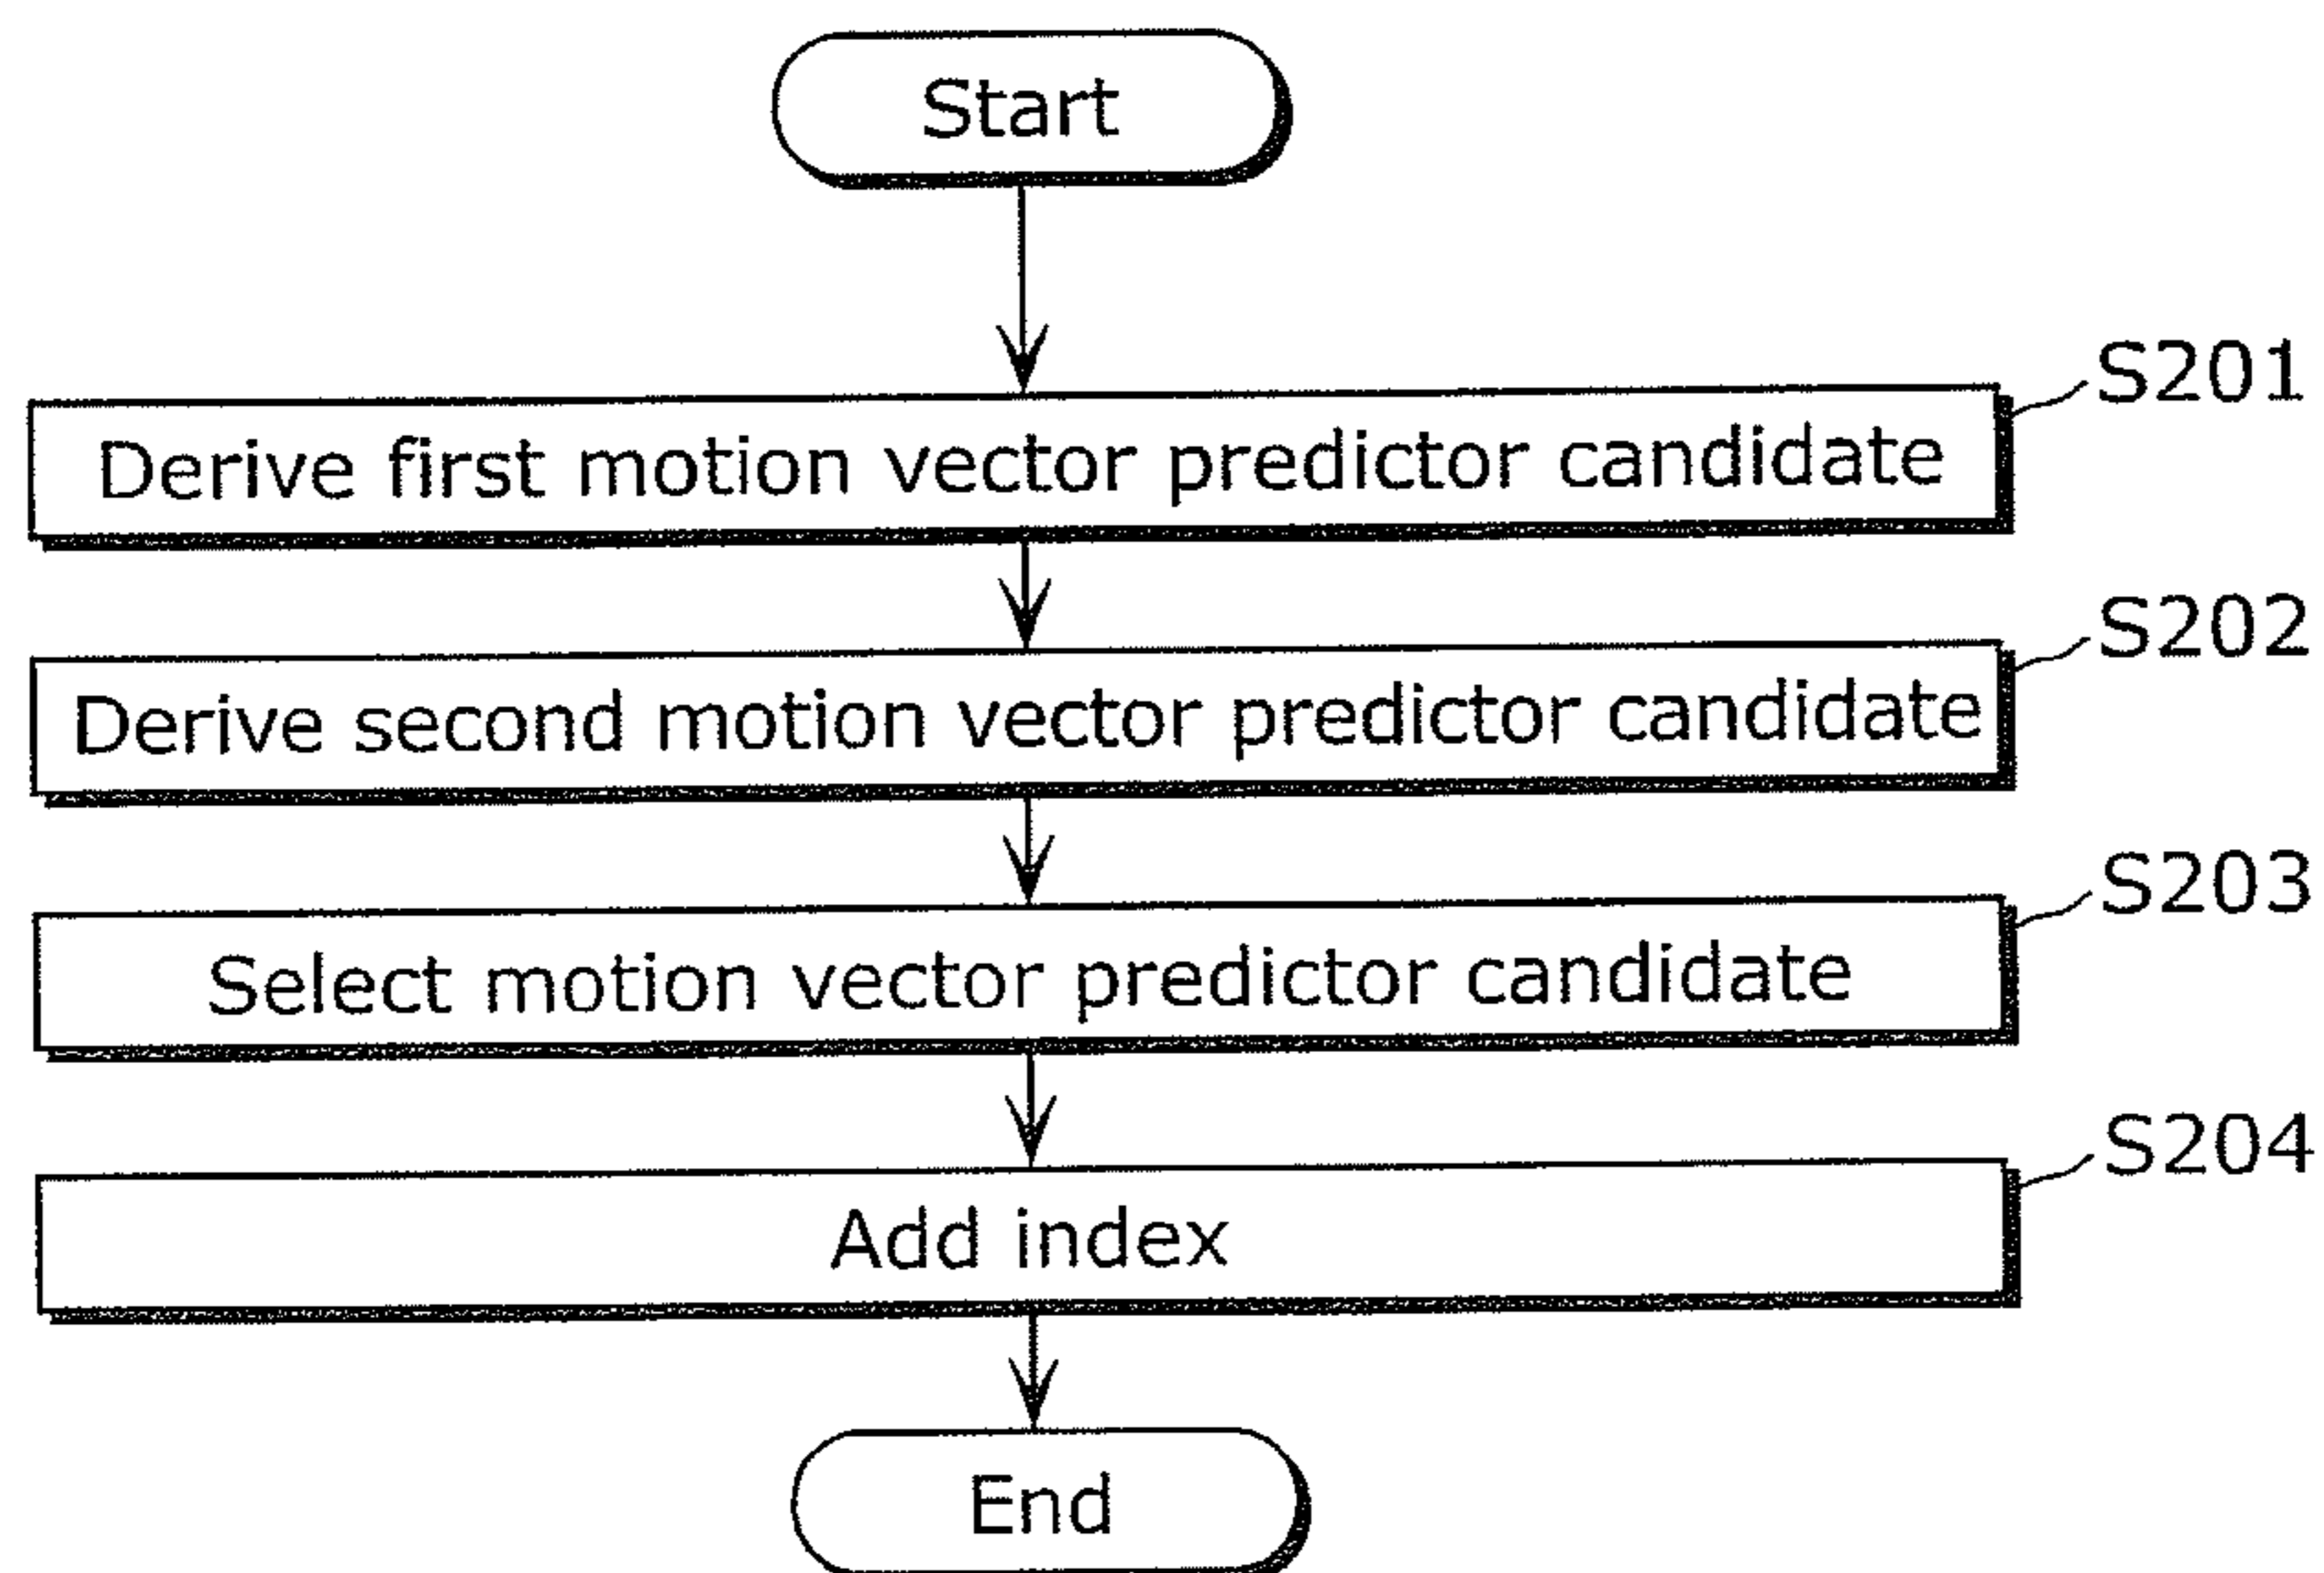 Start
S201
Derive first motion vector predictor candidate
S202
Derive second motion vector predictor candidate
S203
Select motion vector predictor candidate
S204
Add index
End